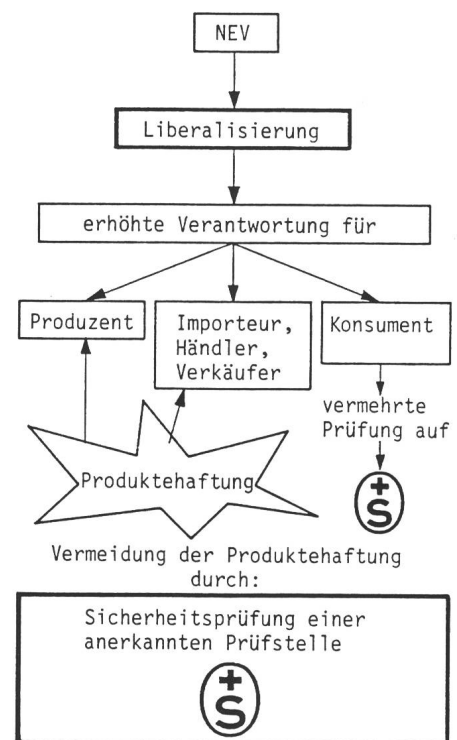 NEV
Liberalisierung
erhöhte Verantwortung für
Produzent
Importeur,
Händler,
Verkäufer
Konsument
vermehrte
Prüfung auf
+
S
Produktehaftung
Vermeidung der Produktehaftung
durch:
Sicherheitsprüfung einer
anerkannten Prüfstelle
+
S